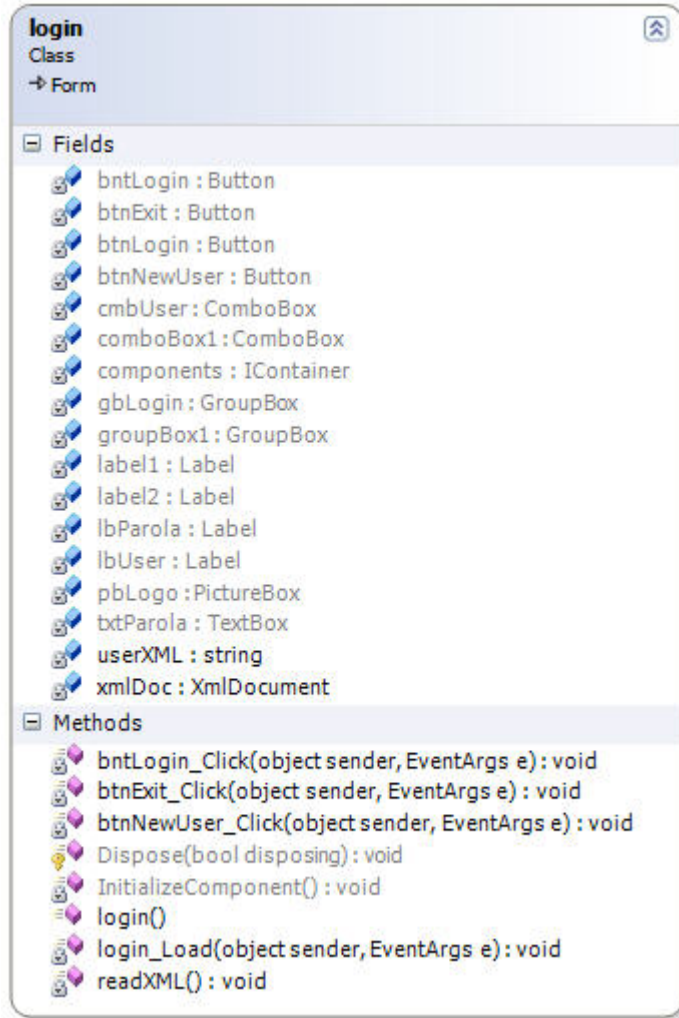 login
Class
Form
Fields
bntLogin : Button
btnExit : Button
btnLogin : Button
btnNewUser : Button
cmbUser : ComboBox
comboBox1 : ComboBox
components : IContainer
gbLogin : GroupBox
groupBox1 : GroupBox
label1 : Label
label2 : Label
lbParola : Label
lbUser : Label
pbLogo : PictureBox
txtParola : TextBox
userXML : string
xmlDoc : XmlDocument
Methods
bntLogin_Click(object sender, EventArgs e) : void
btnExit_Click(object sender, EventArgs e) : void
btnNewUser_Click(object sender, EventArgs e) : void
Dispose(bool disposing) : void
InitializeComponent() : void
login()
login_Load(object sender, EventArgs e) : void
readXML() : void